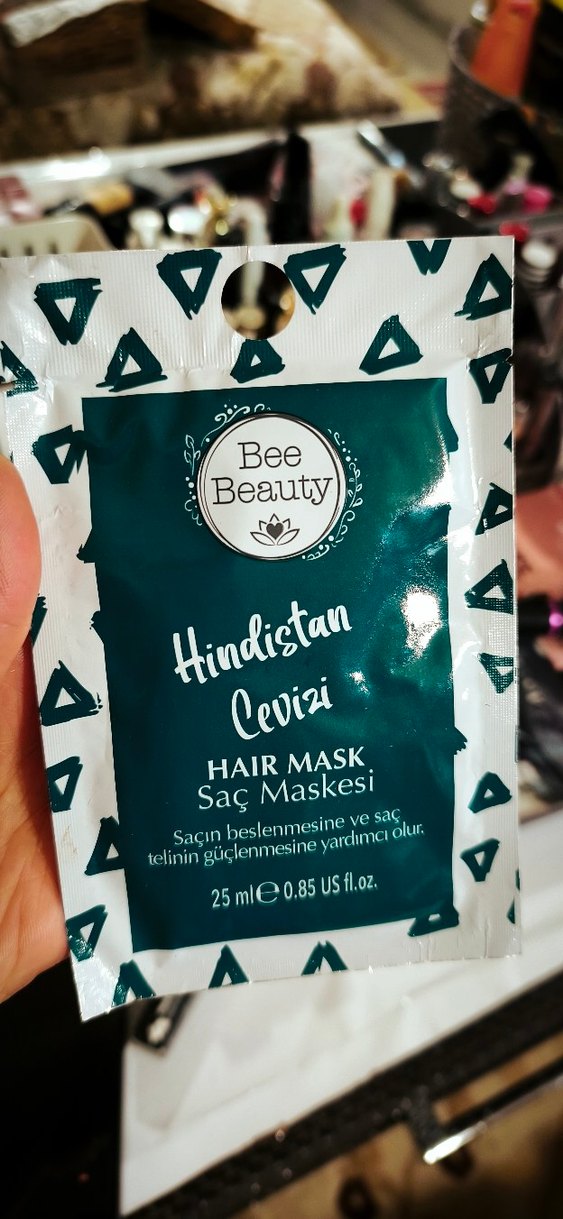 Bee
Beauty
Hindistan
Cevizi
HAIR MASK
Saç Maskesi
Saçın beslenmesine ve saç
telinin güçlenmesine yardımcı olur.
25 ml ℮ 0.85 US fl.oz.